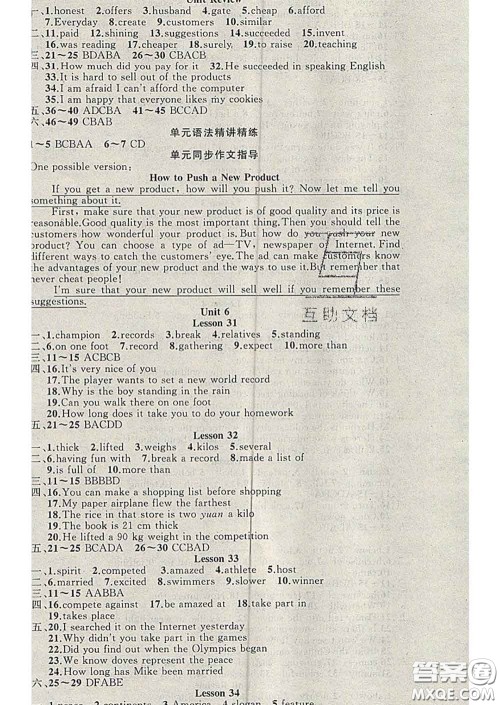 Unit Review
一、1.honest 2.offers 3.husband 4.gate 5.cheap 6.afford
7.Everyday 8.create 9.customers 10.similar
二、11.paid 12.shining 13.suggestions 14.succeeded 15.invent
16.was reading 17.cheaper 18.surely 19.to raise 20.teaching
三、21～25 BDABA 26～30 CBACB
四、31.How much did you pay for it 32.He succeeded in speaking English
33.It is hard to sell out of the products
34.I am afraid I can't afford the computer
35.I am happy that everyone likes my cookies
五、36～40 ADCBA 41～45 BCCAD
六、46～49 CBAB
单元语法精讲精练
1～5 BCBAA 6～7 CD
单元同步作文指导
One possible version:
How to Push a New Product
If you get a new product, how will you push it? Now let me tell you
something about it.
First, make sure that your new product is of good quality and its price is
reasonable.Good quality is the most important thing.Then you should tell the
customers how wonderful your product is.But how do you push your new
product? You can choose a type of ad—TV, newspaper or Internet.Find
different ways to catch the customers' eye.The ad can make customers know
the advantages of your new product and the ways to use it.But remember that
never cheat people!
I'm sure that your new products will sell well if you remember these
suggestions.
互助文档
Unit 6
Lesson 31
一、1.champion 2.records 3.break 4.relatives 5.standing
二、6.on one foot 7.record 8.gathering 9.expect 10.more than
三、11～15 ACBCB
四、16.It's very nice of you
17.The player wants to set a new world record
18.Why is the boy standing in the rain
19.Can you walk there on one foot
20.How long does it take you to do your homework
五、21～25 BACDD
Lesson 32
一、1.thick 2.lifted 3.weighs 4.kilos 5.several
二、6.having fun with 7.break a record 8.made a list of
9.is full of 10.more than
三、11～15 BBBBD
四、16.You can make a shopping list before shopping
17.My paper airplane flew the farthest
18.The rice in that store is two yuan a kilo
19.The book is 21 cm thick
20.He lifted a 90 kg weight in the competition
五、21～25 BCADA 26～30 CCBAD
Lesson 33
一、1.spirit 2.competed 3.amazed 4.athlete 5.host
二、6.married 7.excited 8.swimmers 9.slower 10.winner
三、11～15 AABBA
四、16.compete against 17.be amazed at 18.take part in
19.takes place
五、20.I searched it on the Internet yesterday
21.Why didn't you take part in the games
22.Did you find out when the Olympics began
23.We know doves represent the peace
24.How long has Mike been married
六、25～29 DFABE
Lesson 34
一、1.peace 2.continents 3.America 4.slogan 5.feature
答案圈
MXQE.COM